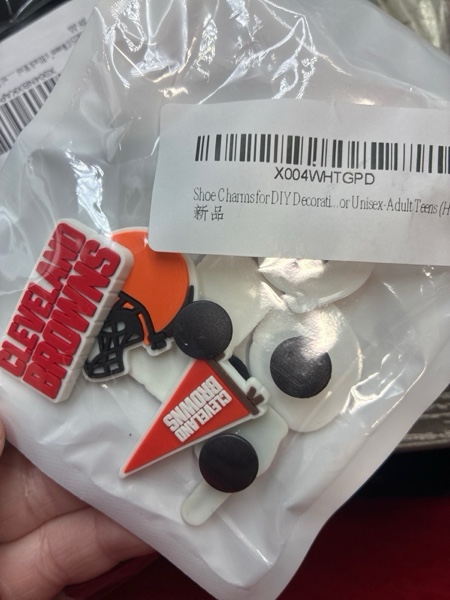 X004WHTGPD
Shoe Charms for DIY Decorati... or Unisex-Adult Teens (H
新品
CLEVELAND
BROWNS
CLEVELAND
BROWNS